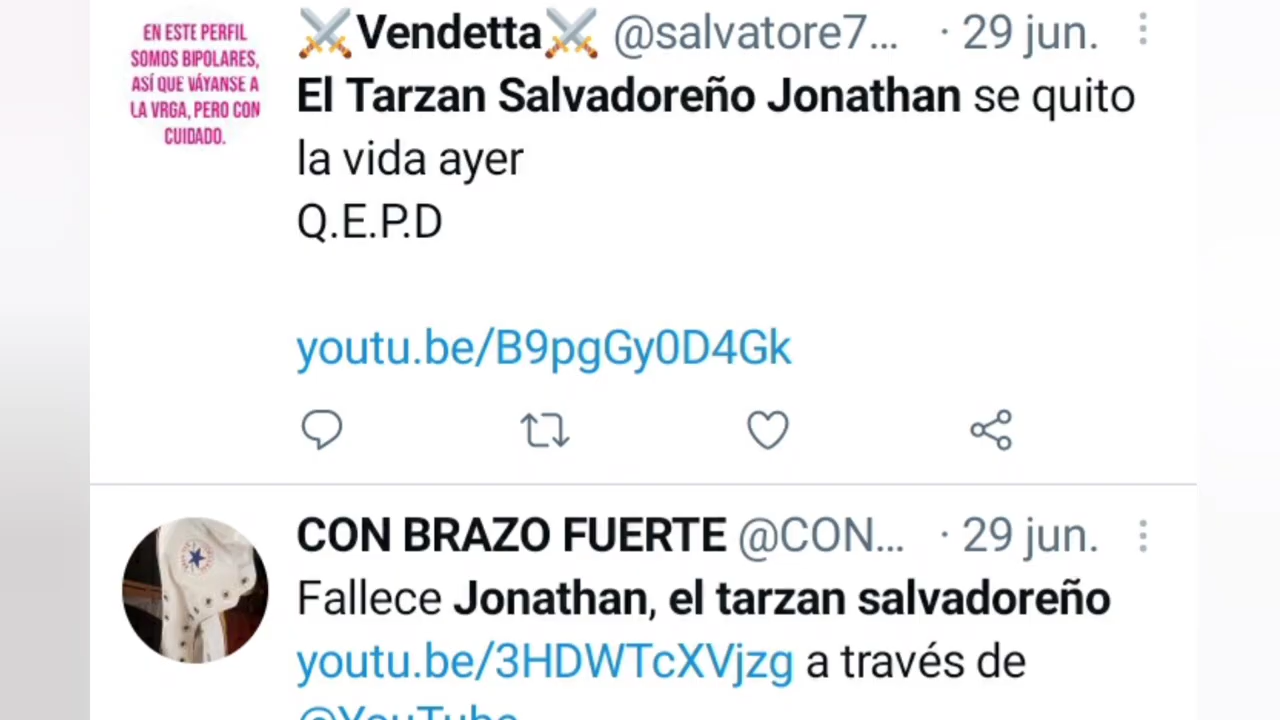 EN ESTE PERFIL
SOMOS BIPOLARES,
ASÍ QUE VÁYANSE A
LA VRGA, PERO CON
CUIDADO.
⚔️Vendetta⚔️ @salvatore7... · 29 jun.
El Tarzan Salvadoreño Jonathan se quito
la vida ayer
Q.E.P.D
youtu.be/B9pgGy0D4Gk
CON BRAZO FUERTE @CON... · 29 jun.
Fallece Jonathan, el tarzan salvadoreño
youtu.be/3HDWTcXVjzg a través de
@YouTube